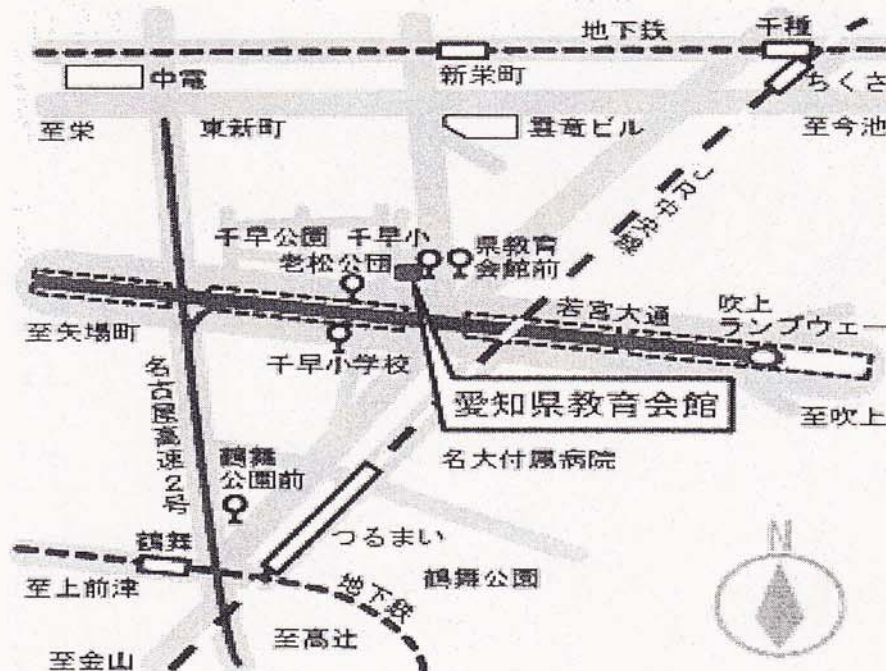 地下鉄
千種
中電
新栄町
ちくさ
至栄
東新町
雲竜ビル
至今池
JR中央線
千早公園
千早小
老松公団
県教育
会館前
若宮大通
吹上
ランプウェー
至矢場町
千早小学校
愛知県教育会館
至吹上
名古屋高速2号
鶴舞
公園前
名大付属病院
鶴舞
つるまい
至上前津
地下鉄
鶴舞公園
至高辻
至金山
N